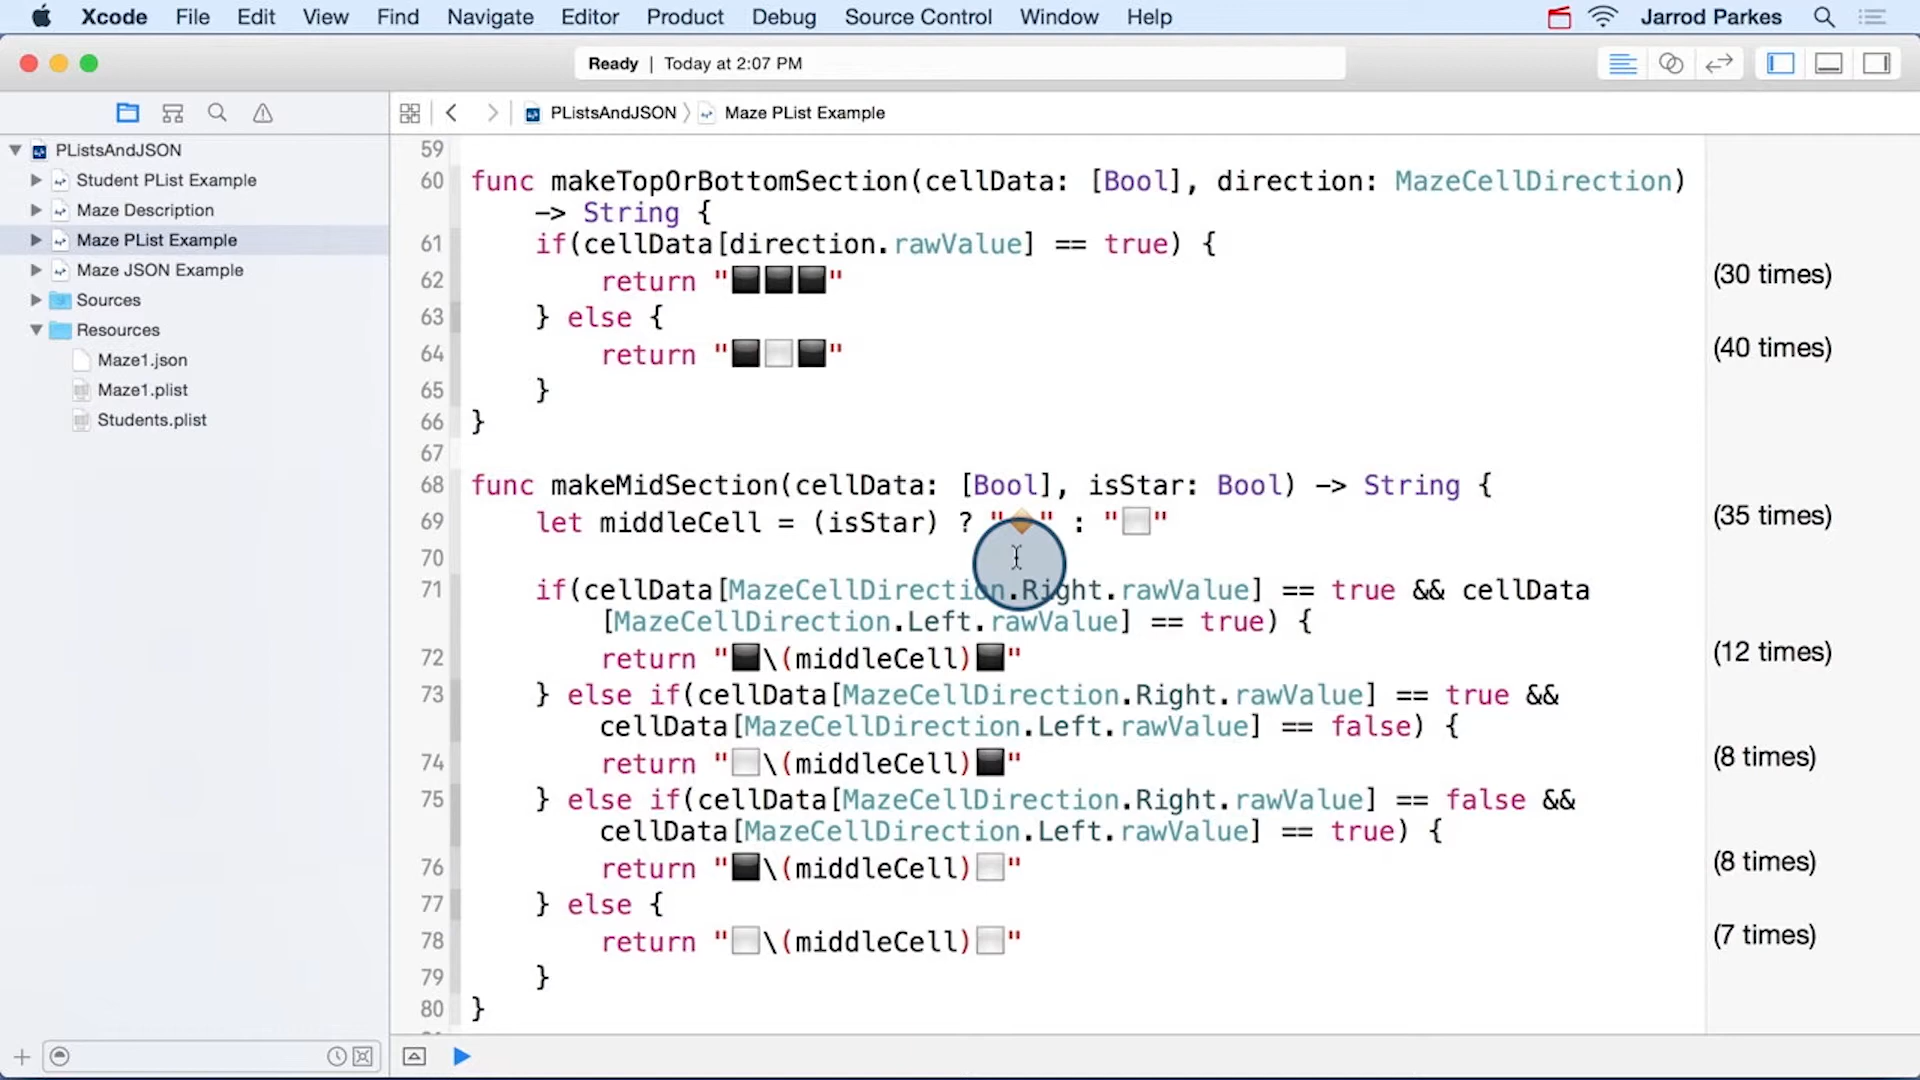 Xcode File Edit View Find Navigate Editor Product Debug Source Control Window Help Jarrod Parkes
Ready | Today at 2:07 PM
PListsAndJSON 〉 Maze PList Example
PListsAndJSON
Student PList Example
Maze Description
Maze PList Example
Maze JSON Example
Sources
Resources
Maze1.json
Maze1.plist
Students.plist
59
60 func makeTopOrBottomSection(cellData: [Bool], direction: MazeCellDirection)
-> String {
61 if(cellData[direction.rawValue] == true) {
62 return "⬛⬛⬛" (30 times)
63 } else {
64 return "⬛⬜⬛" (40 times)
65 }
66 }
67
68 func makeMidSection(cellData: [Bool], isStar: Bool) -> String {
69 let middleCell = (isStar) ? "🔸" : "⬜" (35 times)
70
71 if(cellData[MazeCellDirection.Right.rawValue] == true && cellData
[MazeCellDirection.Left.rawValue] == true) {
72 return "⬛\(middleCell)⬛" (12 times)
73 } else if(cellData[MazeCellDirection.Right.rawValue] == true &&
cellData[MazeCellDirection.Left.rawValue] == false) {
74 return "⬜\(middleCell)⬛" (8 times)
75 } else if(cellData[MazeCellDirection.Right.rawValue] == false &&
cellData[MazeCellDirection.Left.rawValue] == true) {
76 return "⬛\(middleCell)⬜" (8 times)
77 } else {
78 return "⬜\(middleCell)⬜" (7 times)
79 }
80 }